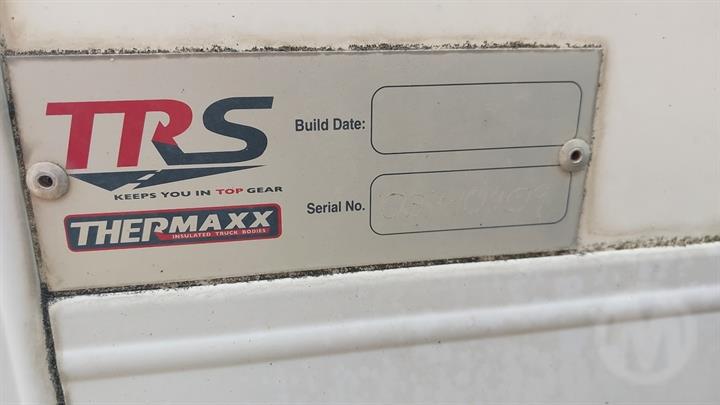 TRS
KEEPS YOU IN TOP GEAR
THERMAXX
INSULATED TRUCK BODIES
Build Date:
Serial No.